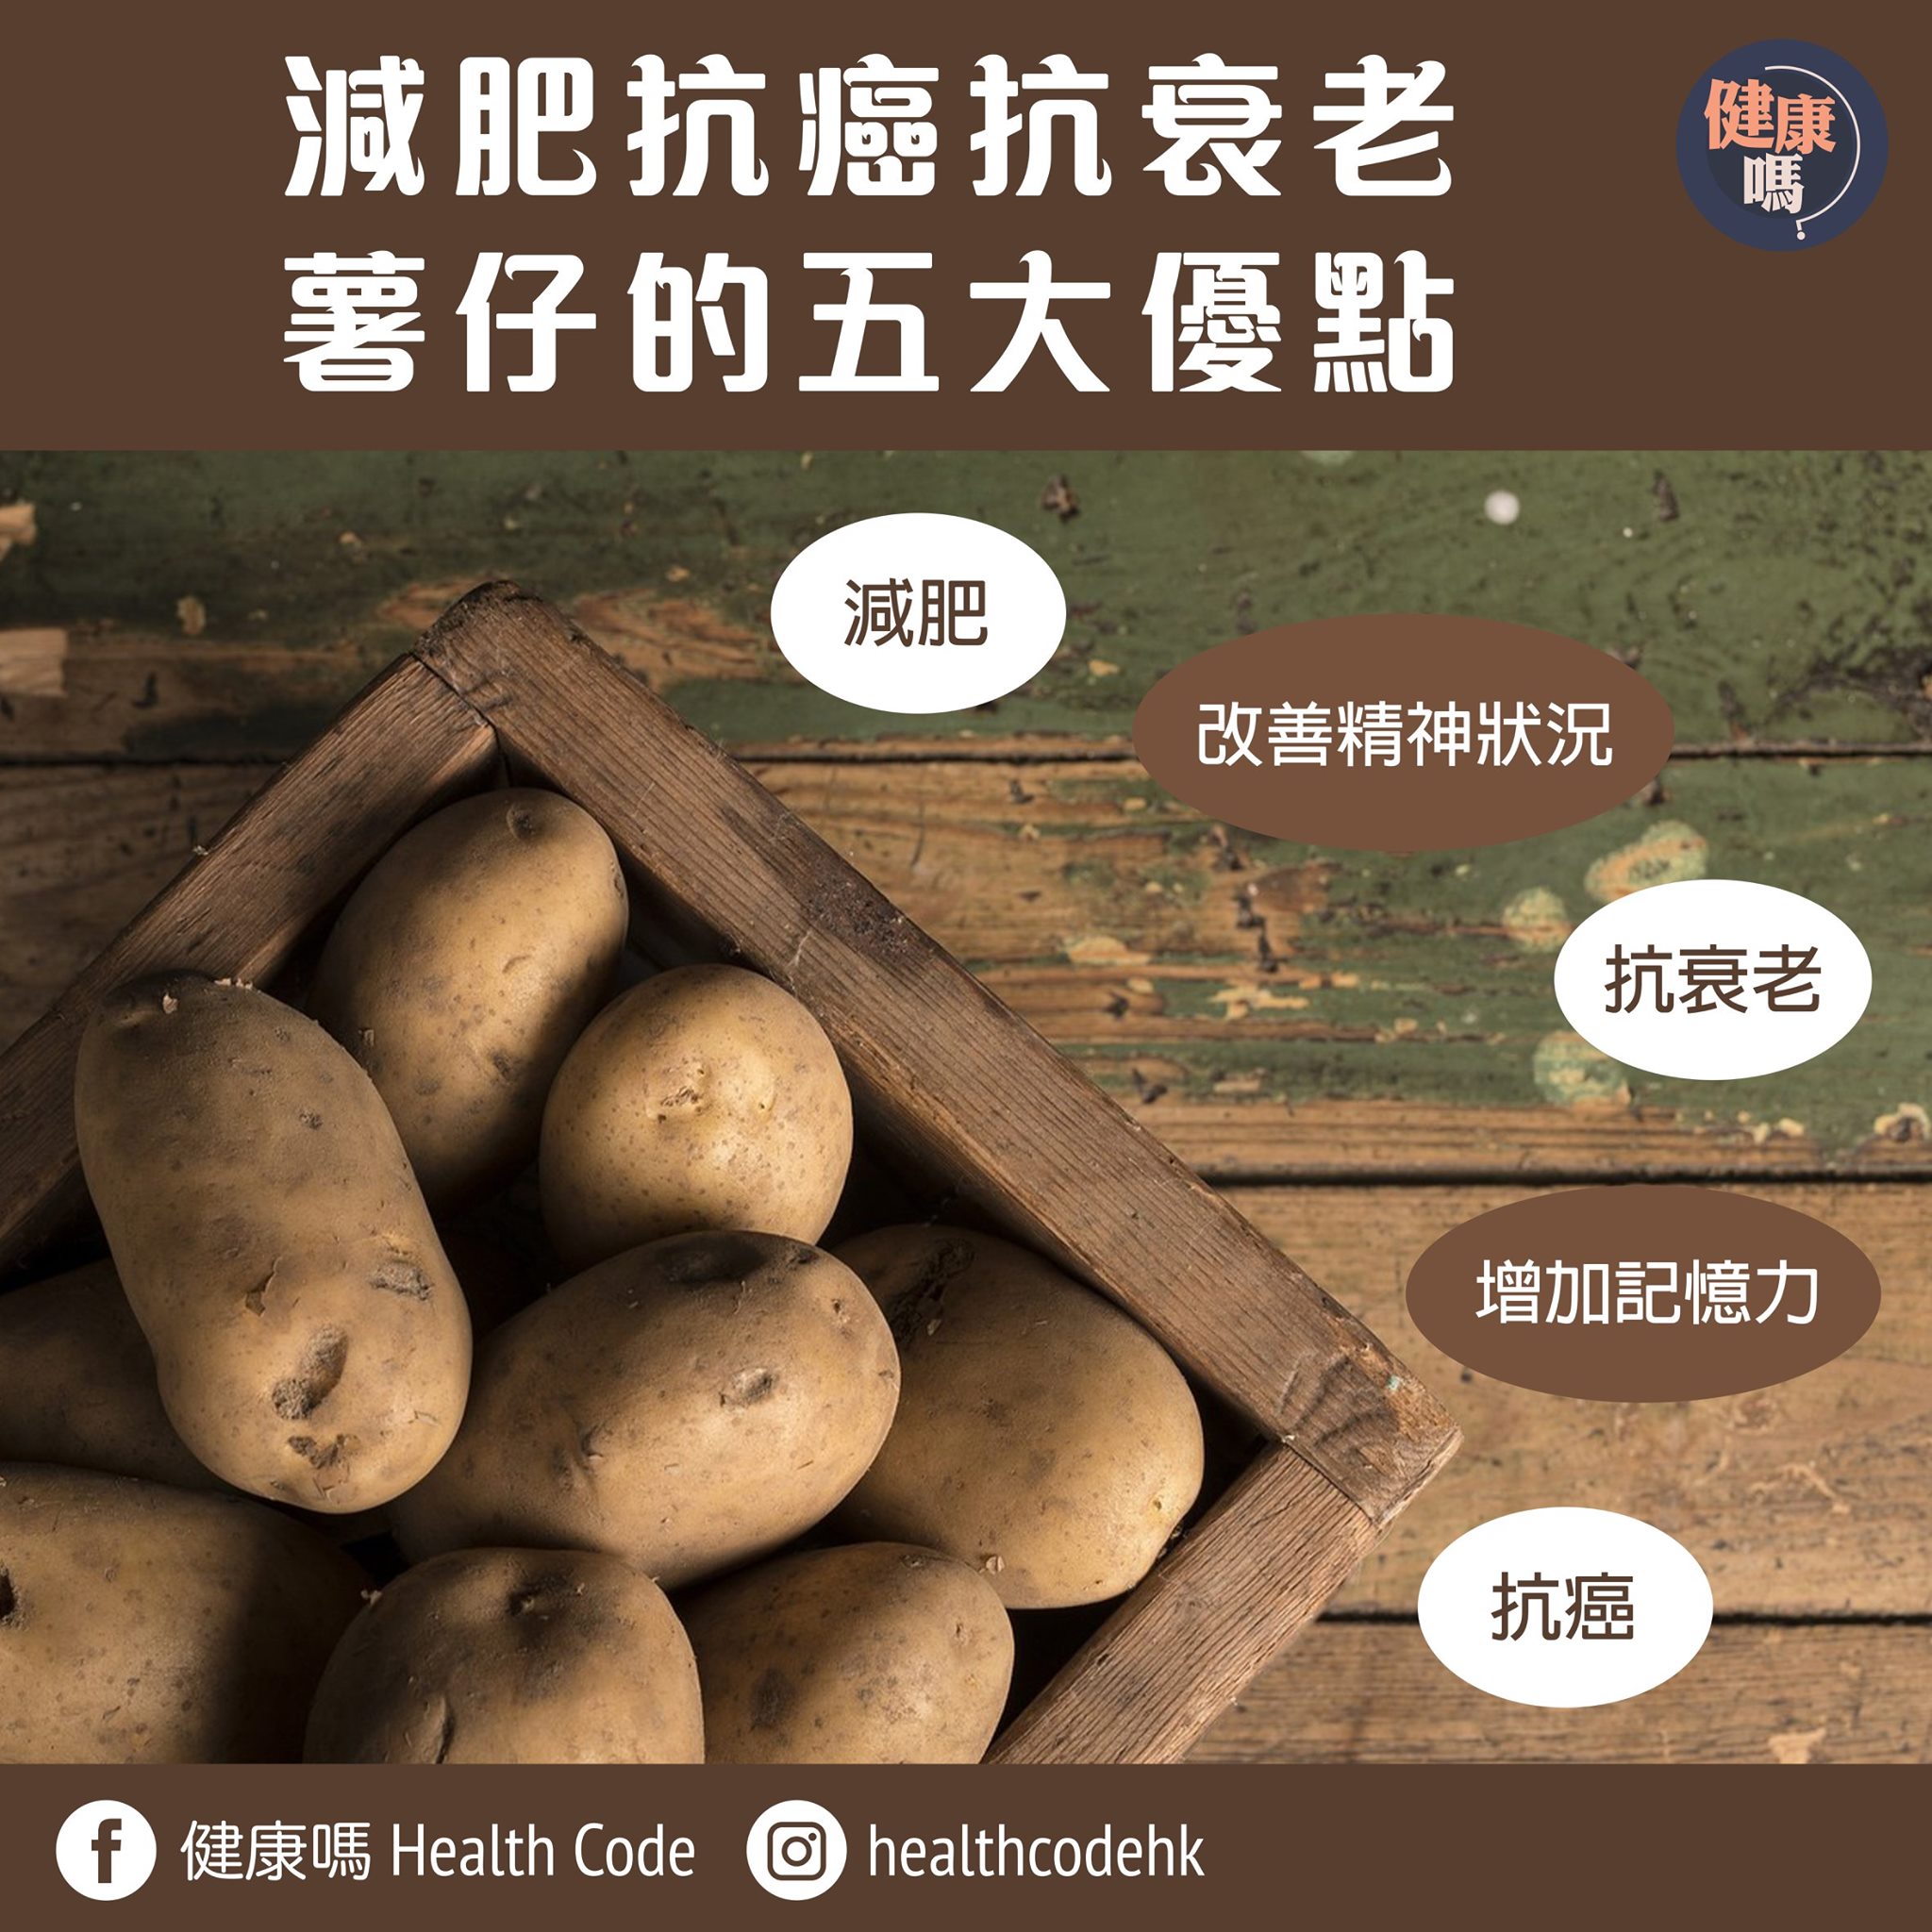 減肥抗癌抗衰老
薯仔的五大優點
健康
嗎
減肥
改善精神狀況
抗衰老
增加記憶力
抗癌
健康嗎 Health Code
healthcodehk